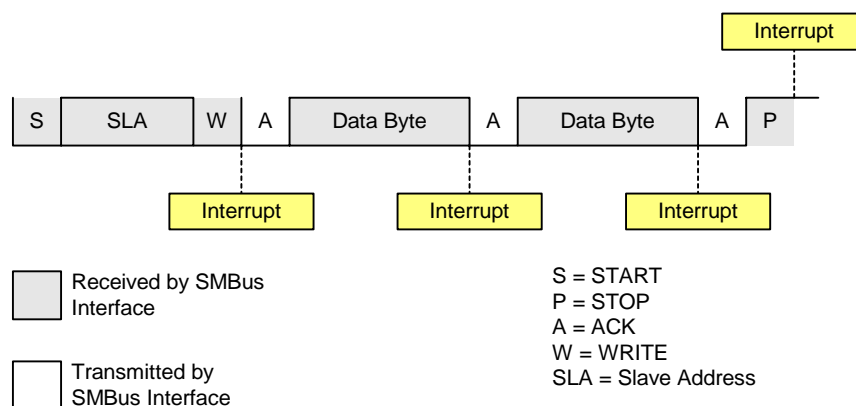 Interrupt
S SLA W A Data Byte A Data Byte A P
Interrupt Interrupt Interrupt
Received by SMBus
Interface
Transmitted by
SMBus Interface
S = START
P = STOP
A = ACK
W = WRITE
SLA = Slave Address